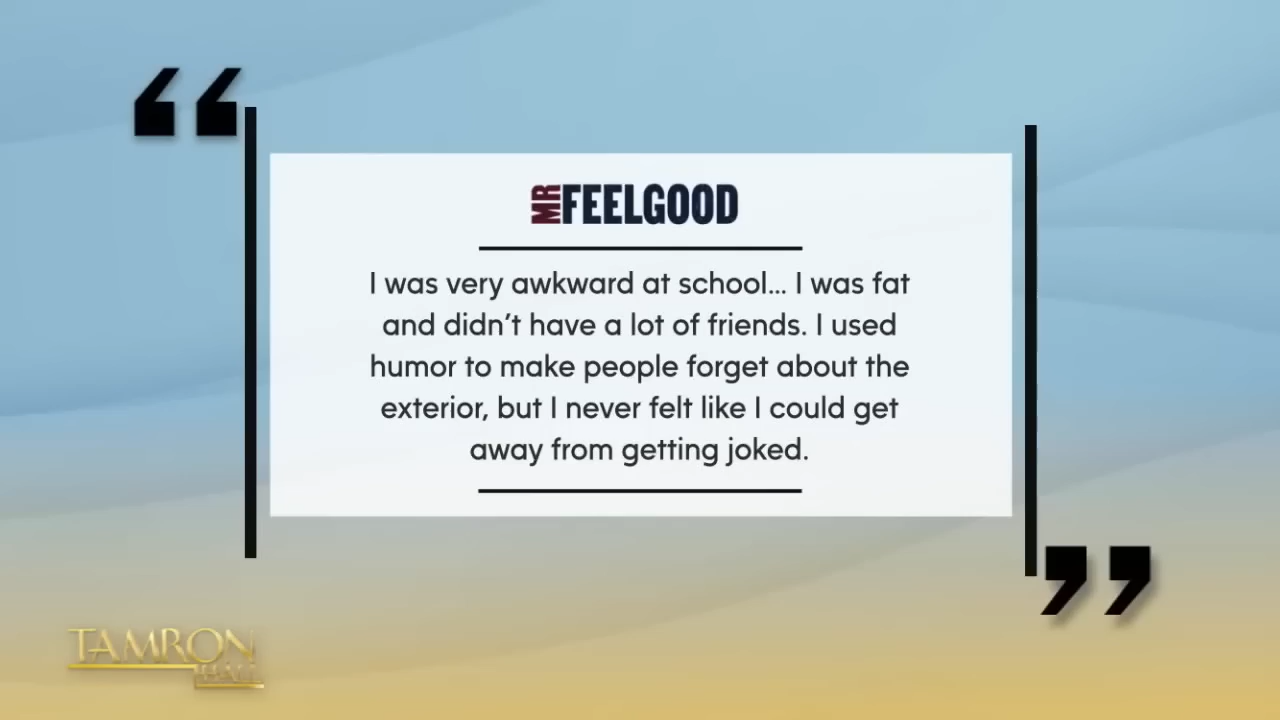 “
MR FEELGOOD
I was very awkward at school... I was fat
and didn’t have a lot of friends. I used
humor to make people forget about the
exterior, but I never felt like I could get
away from getting joked.
”
TAMRON
HALL